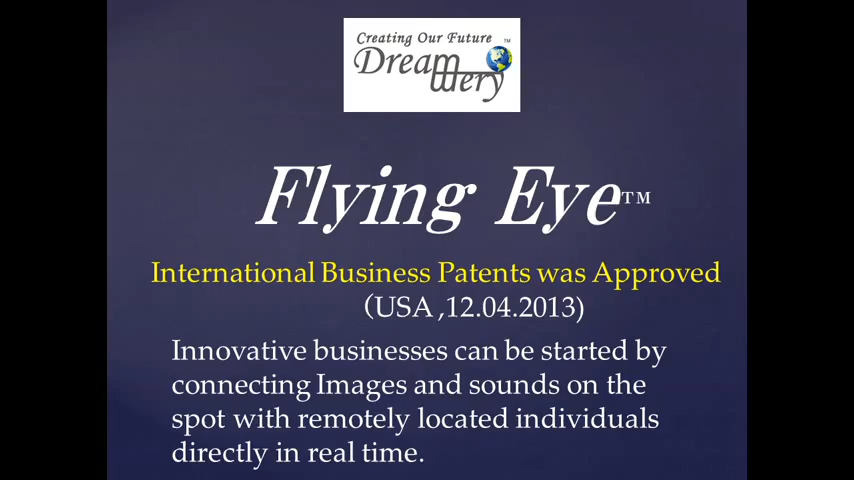 Creating Our Future ™
Dreamwery
Flying Eye™
International Business Patents was Approved
(USA ,12.04.2013)
Innovative businesses can be started by
connecting Images and sounds on the
spot with remotely located individuals
directly in real time.